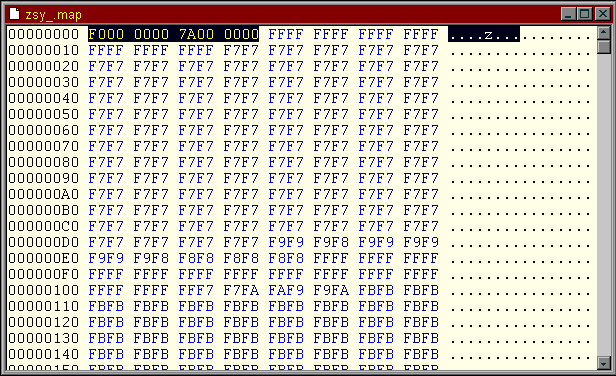 zsy_.map
00000000 F000 0000 7A00 0000 FFFF FFFF FFFF FFFF ....z...........
00000010 FFFF FFFF FFFF F7F7 F7F7 F7F7 F7F7 F7F7 ................
00000020 F7F7 F7F7 F7F7 F7F7 F7F7 F7F7 F7F7 F7F7 ................
00000030 F7F7 F7F7 F7F7 F7F7 F7F7 F7F7 F7F7 F7F7 ................
00000040 F7F7 F7F7 F7F7 F7F7 F7F7 F7F7 F7F7 F7F7 ................
00000050 F7F7 F7F7 F7F7 F7F7 F7F7 F7F7 F7F7 F7F7 ................
00000060 F7F7 F7F7 F7F7 F7F7 F7F7 F7F7 F7F7 F7F7 ................
00000070 F7F7 F7F7 F7F7 F7F7 F7F7 F7F7 F7F7 F7F7 ................
00000080 F7F7 F7F7 F7F7 F7F7 F7F7 F7F7 F7F7 F7F7 ................
00000090 F7F7 F7F7 F7F7 F7F7 F7F7 F7F7 F7F7 F7F7 ................
000000A0 F7F7 F7F7 F7F7 F7F7 F7F7 F7F7 F7F7 F7F7 ................
000000B0 F7F7 F7F7 F7F7 F7F7 F7F7 F7F7 F7F7 F7F7 ................
000000C0 F7F7 F7F7 F7F7 F7F7 F7F7 F7F7 F7F7 F7F7 ................
000000D0 F7F7 F7F7 F7F7 F7F7 F9F9 F9F8 F9F9 F9F9 ................
000000E0 F9F9 F9F8 F8F8 F8F8 F8FF FFFF FFFF FFFF ................
000000F0 FFFF FFFF FFFF FFFF FFFF FFFF FFFF FFFF ................
00000100 FFFF FFFF FFF7 F7FA FAF9 F9FA FBFB FBFB ................
00000110 FBFB FBFB FBFB FBFB FBFB FBFB FBFB FBFB ................
00000120 FBFB FBFB FBFB FBFB FBFB FBFB FBFB FBFB ................
00000130 FBFB FBFB FBFB FBFB FBFB FBFB FBFB FBFB ................
00000140 FBFB FBFB FBFB FBFB FBFB FBFB FBFB FBFB ................